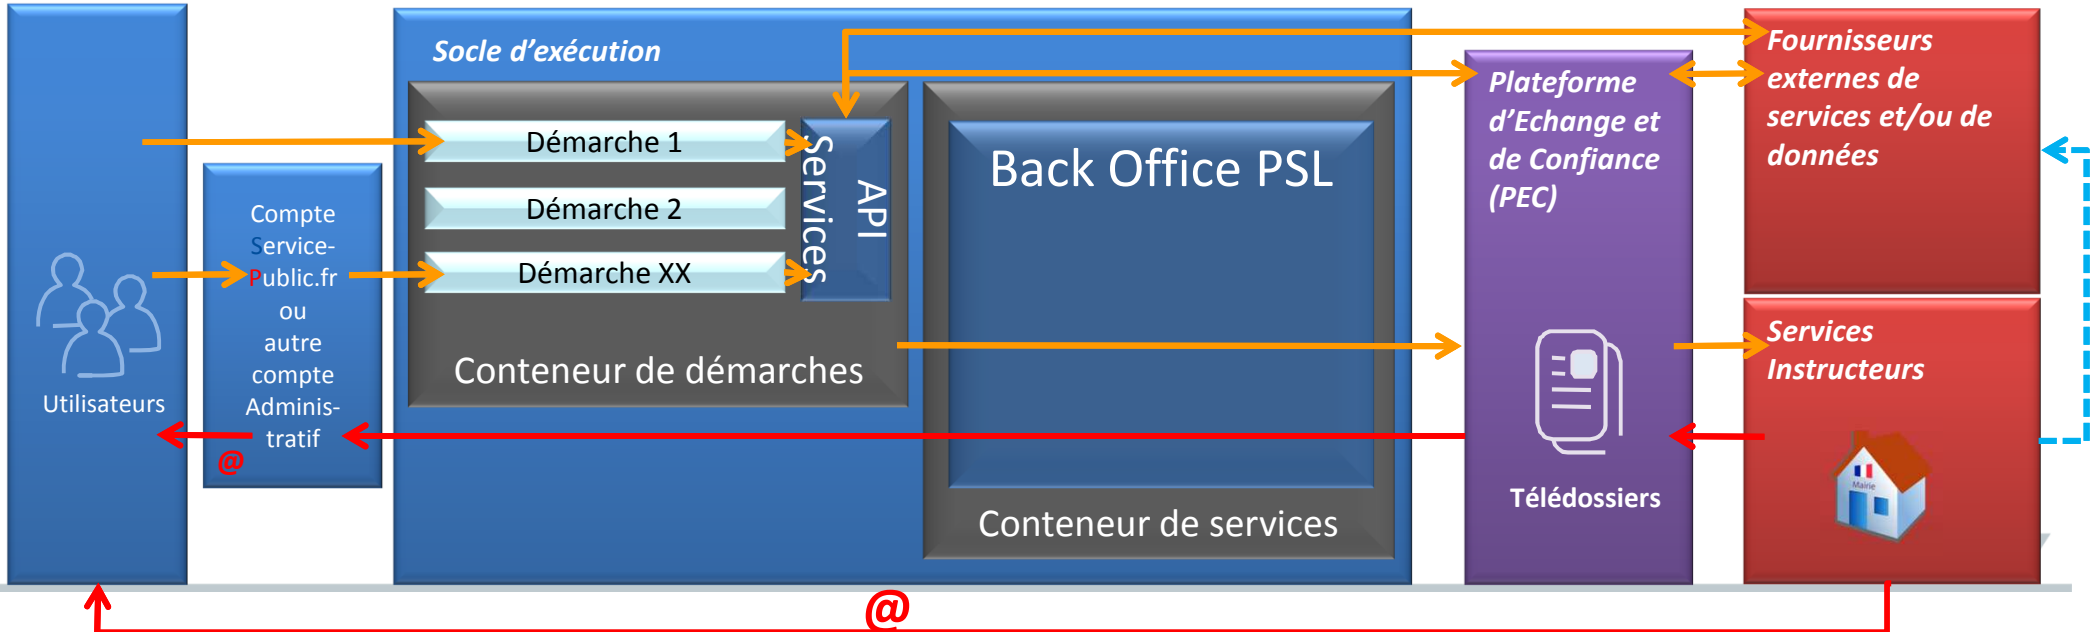 Utilisateurs
Compte
Service-
Public.fr
ou
autre
compte
Adminis-
tratif
@
Socle d'exécution
Démarche 1
Démarche 2
Démarche XX
API
Services
Conteneur de démarches
Back Office PSL
Conteneur de services
Plateforme
d’Echange et
de Confiance
(PEC)
Télédossiers
Fournisseurs
externes de
services et/ou de
données
Services
Instructeurs
Mairie
@